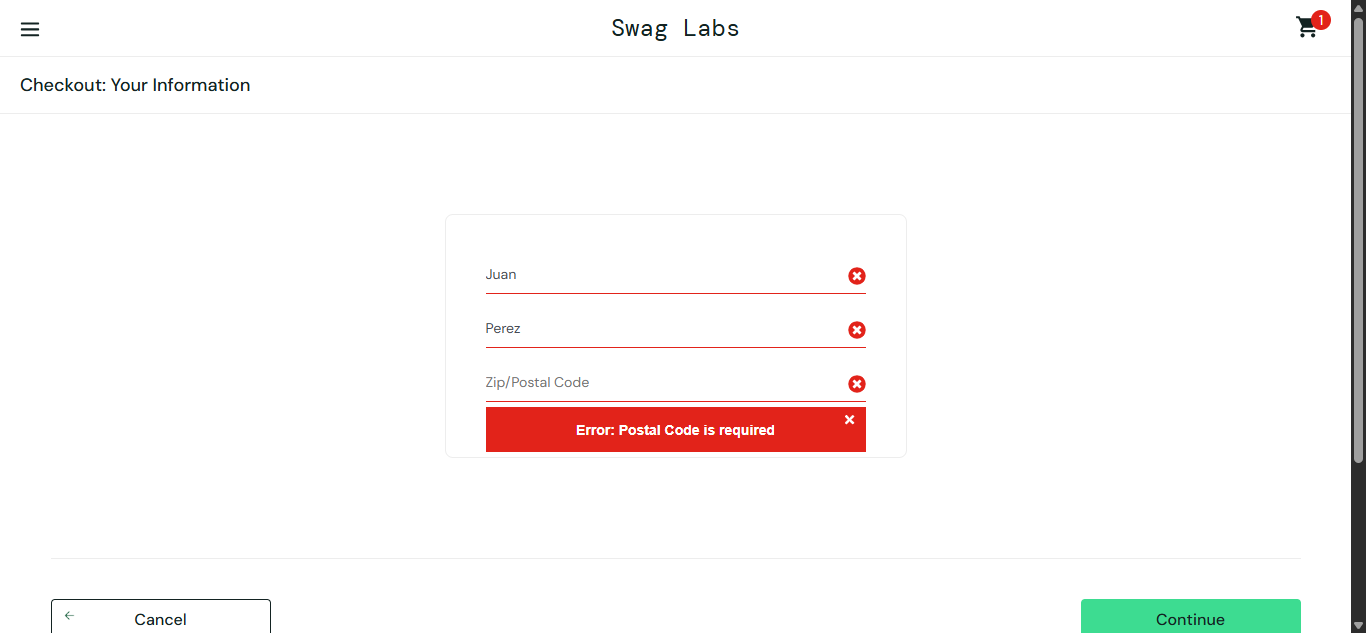 Swag Labs
1
Checkout: Your Information
Juan
Perez
Zip/Postal Code
Error: Postal Code is required
Cancel
Continue